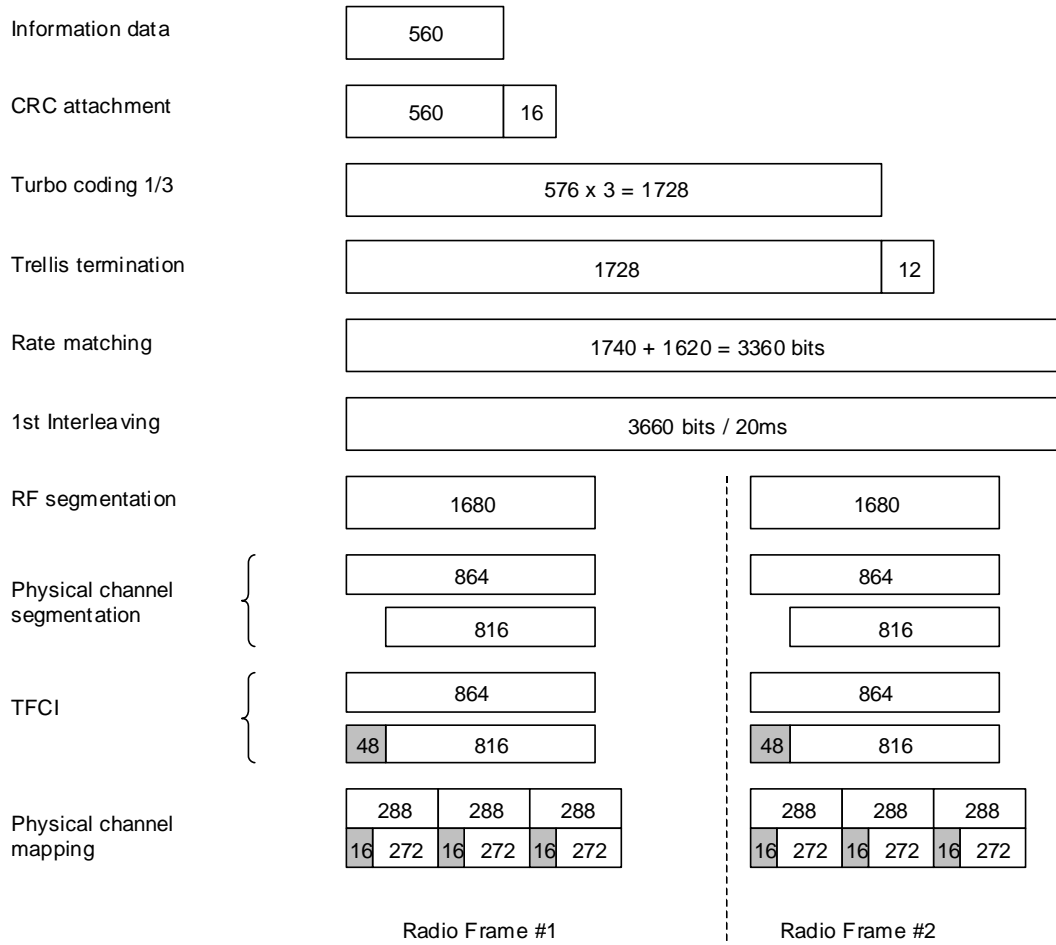 Information data
560
CRC attachment
560 16
Turbo coding 1/3
576 x 3 = 1728
Trellis termination
1728 12
Rate matching
1740 + 1620 = 3360 bits
1st Interleaving
3660 bits / 20ms
RF segmentation
1680 1680
Physical channel
segmentation
864 864
816 816
TFCI
864 864
48 816 48 816
Physical channel
mapping
288 288 288 288 288 288
16 272 16 272 16 272 16 272 16 272 16 272
Radio Frame #1 Radio Frame #2